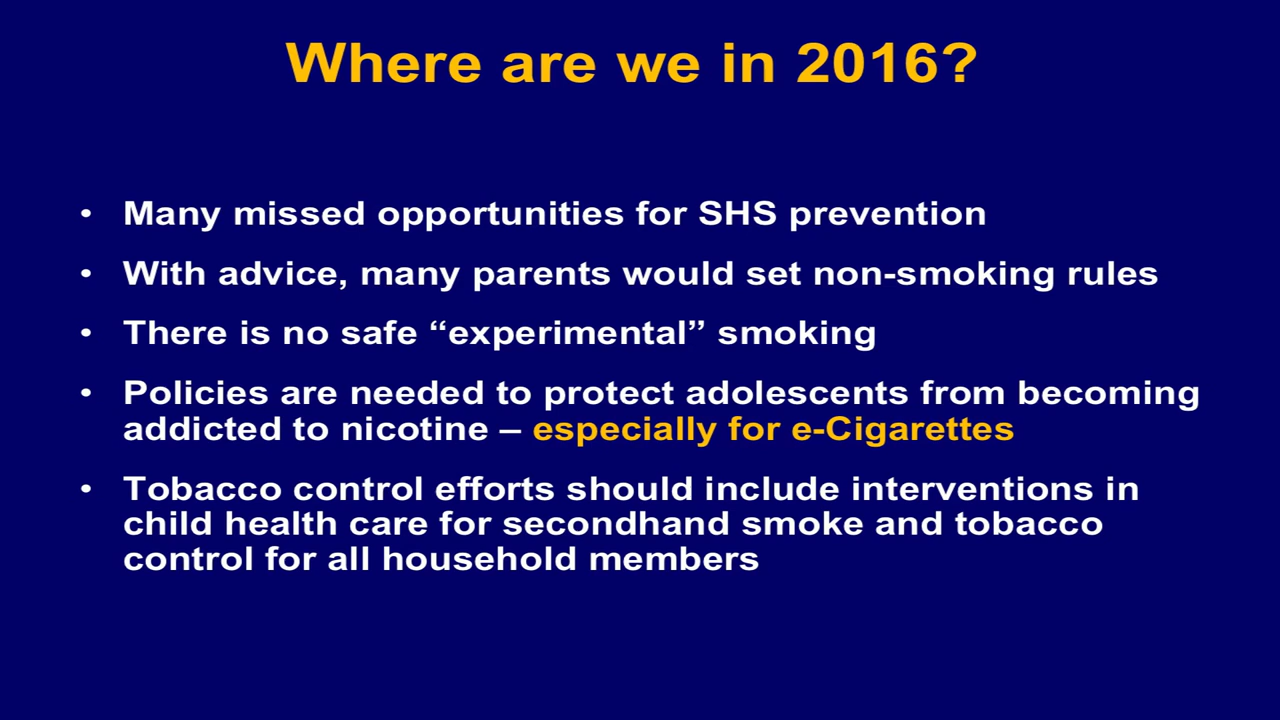 Where are we in 2016?
• Many missed opportunities for SHS prevention
• With advice, many parents would set non-smoking rules
• There is no safe “experimental” smoking
• Policies are needed to protect adolescents from becoming
addicted to nicotine – especially for e-Cigarettes
• Tobacco control efforts should include interventions in
child health care for secondhand smoke and tobacco
control for all household members